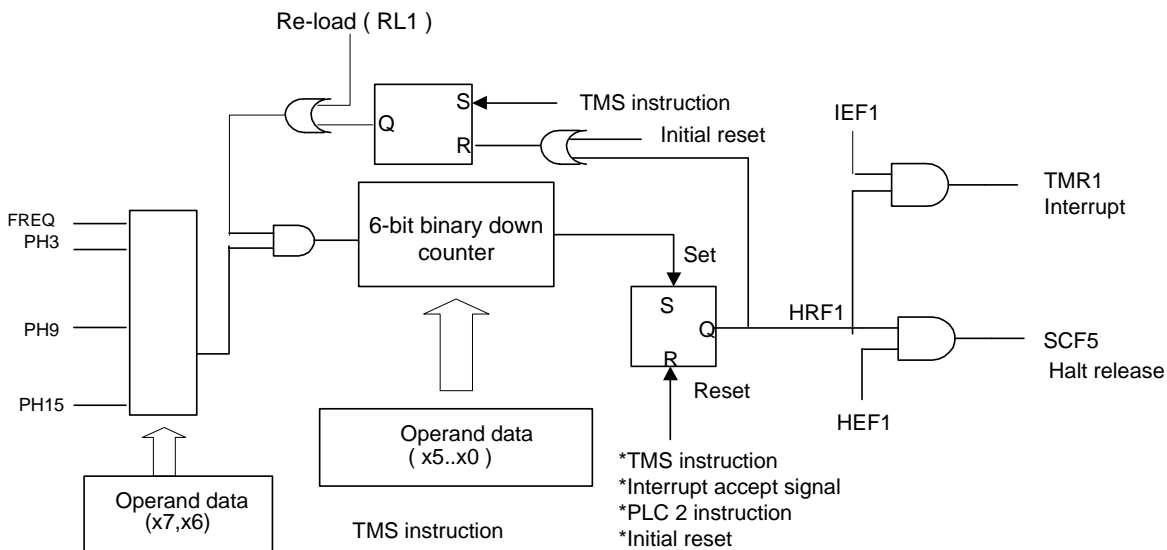 Re-load ( RL1 )
S
TMS instruction
Q
R
Initial reset
IEF1
TMR1
Interrupt
FREQ
PH3
PH9
PH15
6-bit binary down
counter
Set
S
Q
R
HRF1
Reset
SCF5
Halt release
HEF1
Operand data
( x5..x0 )
Operand data
(x7,x6)
TMS instruction
*TMS instruction
*Interrupt accept signal
*PLC 2 instruction
*Initial reset